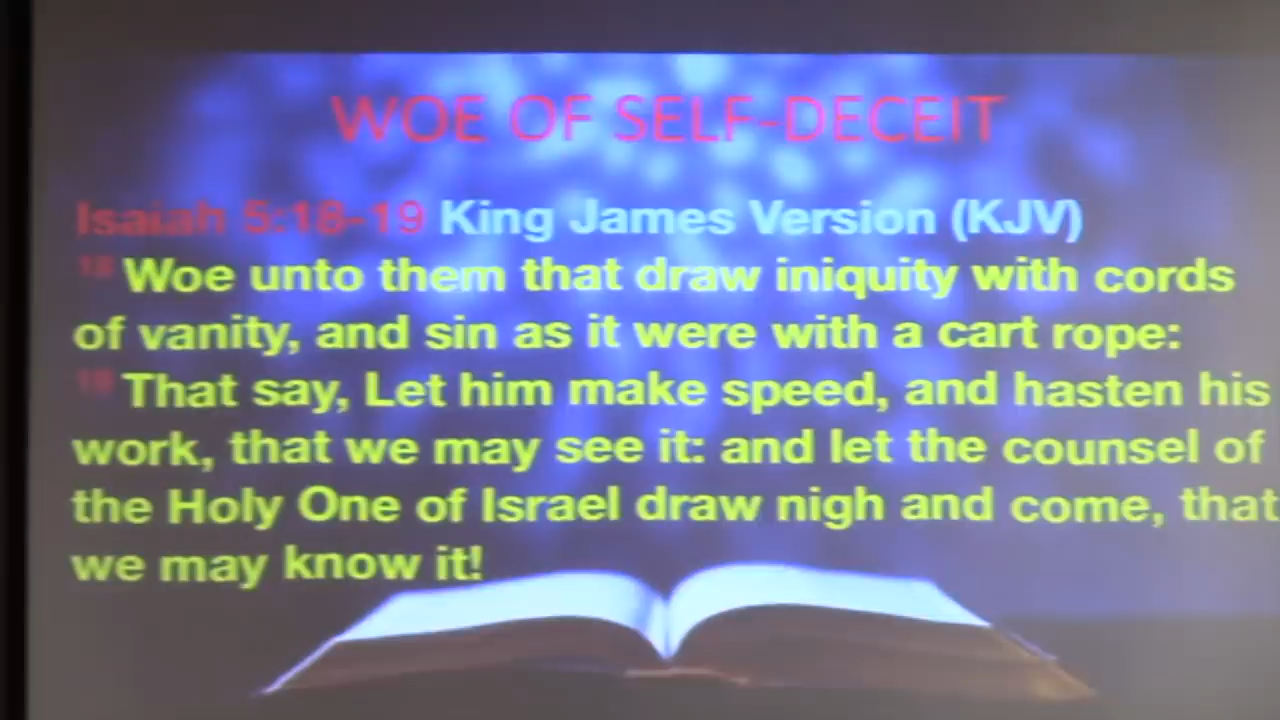 WOE OF SELF-DECEIT
Isaiah 5:18-19 King James Version (KJV)
18 Woe unto them that draw iniquity with cords
of vanity, and sin as it were with a cart rope:
19 That say, Let him make speed, and hasten his
work, that we may see it: and let the counsel of
the Holy One of Israel draw nigh and come, that
we may know it!